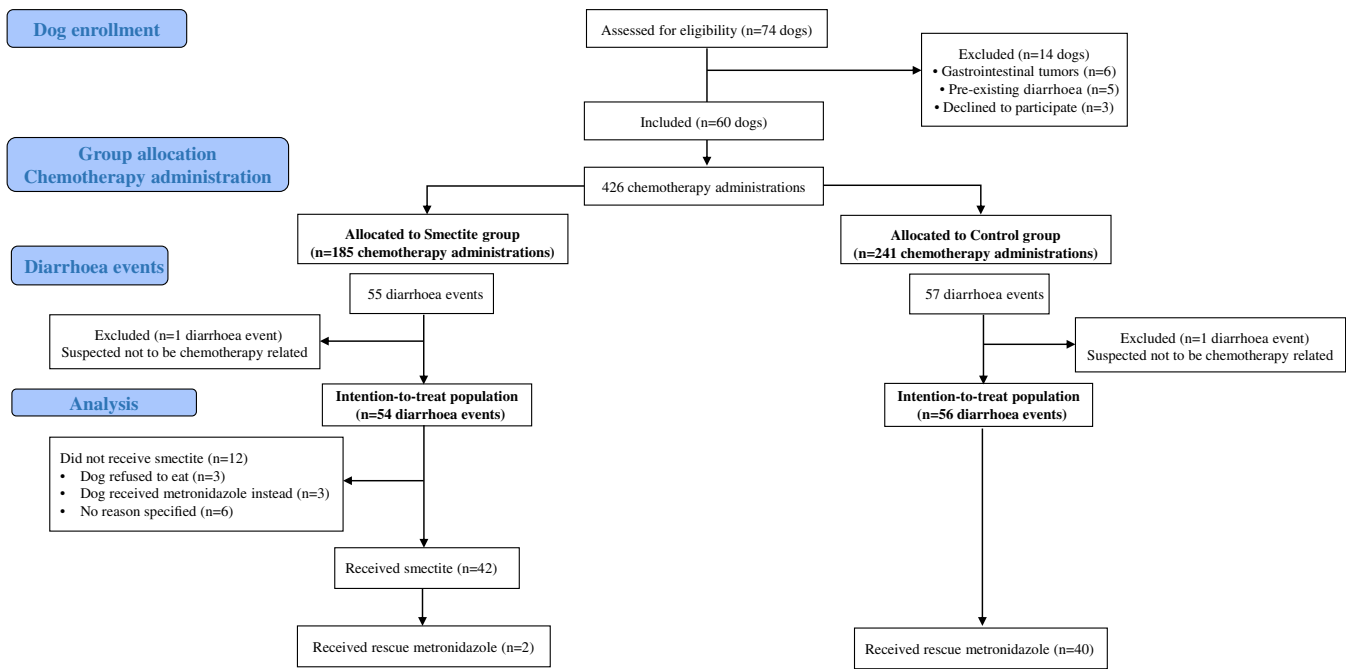 Dog enrollment
Assessed for eligibility (n=74 dogs)
Excluded (n=14 dogs)
• Gastrointestinal tumors (n=6)
• Pre-existing diarrhoea (n=5)
• Declined to participate (n=3)
Included (n=60 dogs)
Group allocation
Chemotherapy administration
426 chemotherapy administrations
Allocated to Smectite group
(n=185 chemotherapy administrations)
Allocated to Control group
(n=241 chemotherapy administrations)
Diarrhoea events
55 diarrhoea events
57 diarrhoea events
Excluded (n=1 diarrhoea event)
Suspected not to be chemotherapy related
Excluded (n=1 diarrhoea event)
Suspected not to be chemotherapy related
Analysis
Intention-to-treat population
(n=54 diarrhoea events)
Intention-to-treat population
(n=56 diarrhoea events)
Did not receive smectite (n=12)
• Dog refused to eat (n=3)
• Dog received metronidazole instead (n=3)
• No reason specified (n=6)
Received smectite (n=42)
Received rescue metronidazole (n=2)
Received rescue metronidazole (n=40)